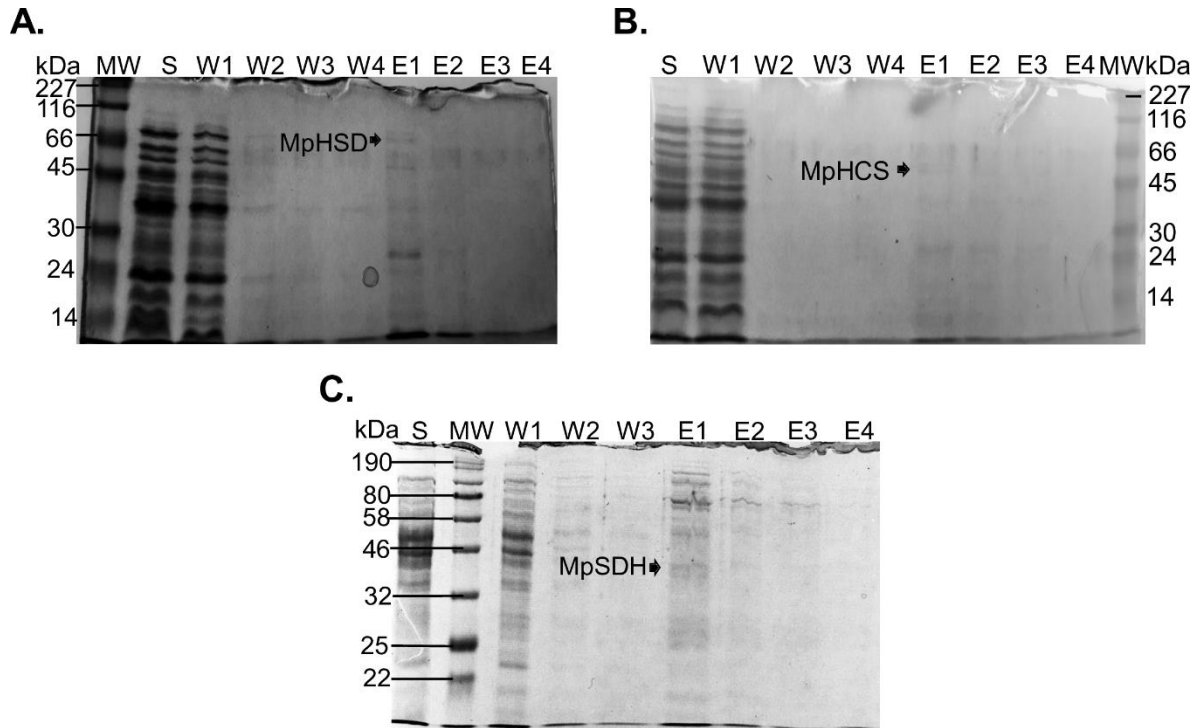 A.
kDa MW S W1 W2 W3 W4 E1 E2 E3 E4
227
116
66
45
30
24
14
MpHSD
B.
S W1 W2 W3 W4 E1 E2 E3 E4 MW kDa
227
116
66
45
30
24
14
MpHCS
C.
kDa S MW W1 W2 W3 E1 E2 E3 E4
190
80
58
46
32
25
22
MpSDH